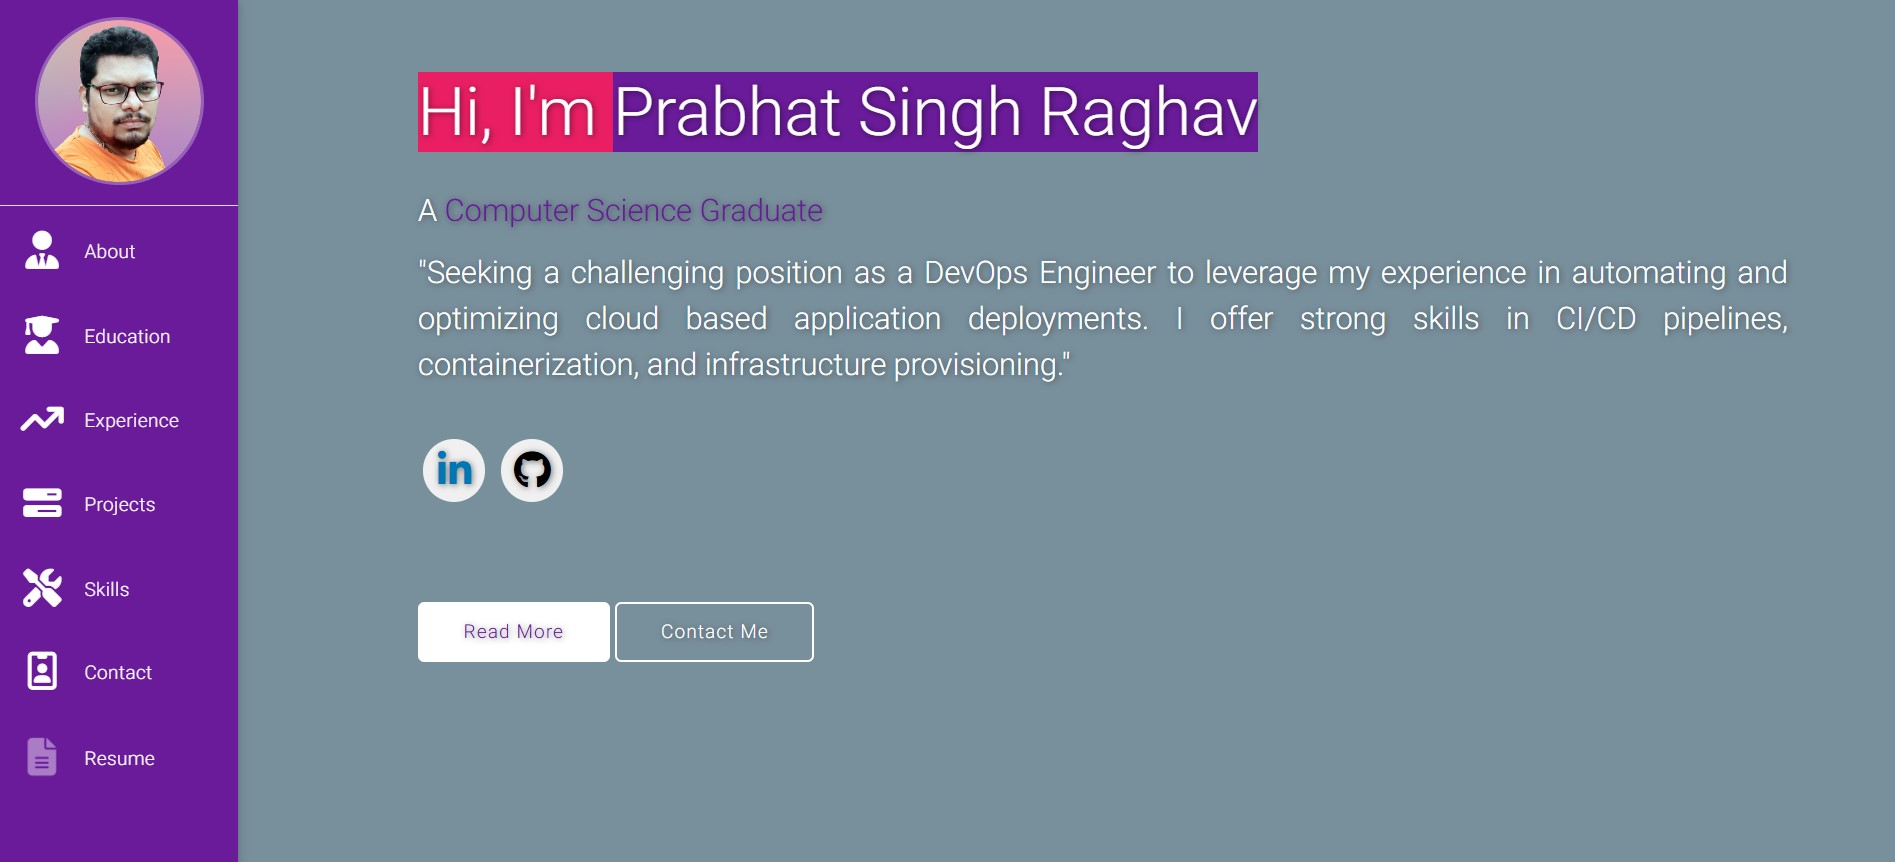 Hi, I'm Prabhat Singh Raghav
A Computer Science Graduate
"Seeking a challenging position as a DevOps Engineer to leverage my experience in automating and
optimizing cloud based application deployments. I offer strong skills in CI/CD pipelines,
containerization, and infrastructure provisioning."
in
Read More
Contact Me
About
Education
Experience
Projects
Skills
Contact
Resume